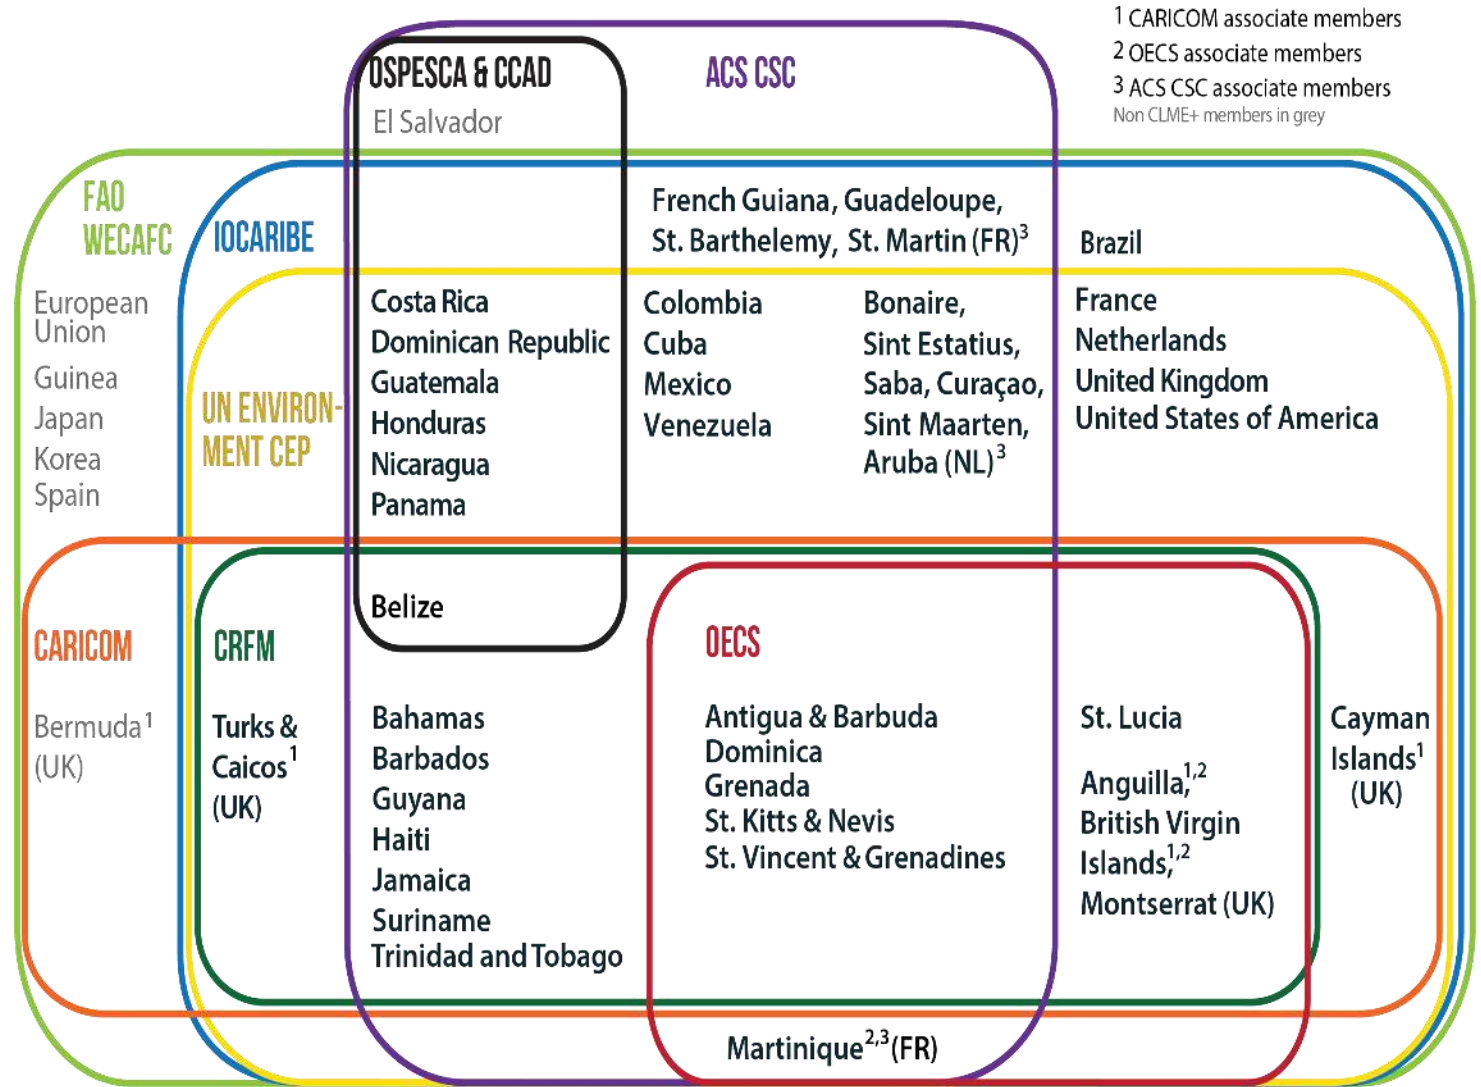 ¹ CARICOM associate members
² OECS associate members
³ ACS CSC associate members
Non CLME+ members in grey
OSPESCA & CCAD
El Salvador
ACS CSC
FAO
WECAFC
European
Union
Guinea
Japan
Korea
Spain
IOCARIBE
French Guiana, Guadeloupe,
St. Barthelemy, St. Martin (FR)³
Brazil
UN ENVIRON-
MENT CEP
Costa Rica
Dominican Republic
Guatemala
Honduras
Nicaragua
Panama
Colombia
Cuba
Mexico
Venezuela
Bonaire,
Sint Estatius,
Saba, Curaçao,
Sint Maarten,
Aruba (NL)³
France
Netherlands
United Kingdom
United States of America
CARICOM
Bermuda¹
(UK)
CRFM
Turks &
Caicos¹
(UK)
Belize
Bahamas
Barbados
Guyana
Haiti
Jamaica
Suriname
Trinidad and Tobago
OECS
Antigua & Barbuda
Dominica
Grenada
St. Kitts & Nevis
St. Vincent & Grenadines
St. Lucia
Anguilla,¹,²
British Virgin
Islands,¹,²
Montserrat (UK)
Cayman
Islands¹
(UK)
Martinique²,³ (FR)